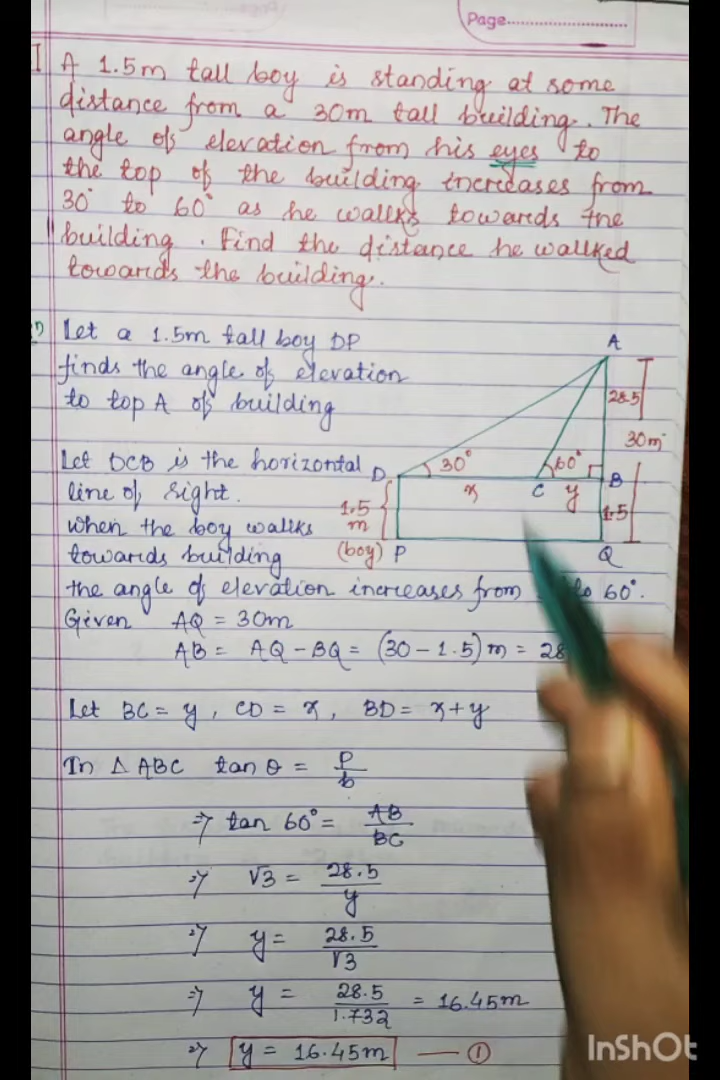 Page..........................
I A 1.5m tall boy is standing at some
distance from a 30m tall building. The
angle of elevation from his eyes to
the top of the building increases from
30° to 60° as he wallks towards the
building. Find the distance he wallked
towards the building.
Let a 1.5m tall boy DP
finds the angle of elevation
to top A of building
Let DCB is the horizontal
line of sight.
when the boy wallks
towards building
the angle of elevation increases from to 60°.
Given AQ = 30m
AB = AQ - BQ = (30 - 1.5)m = 28
Let BC = y, CD = x, BD = x+y
In △ ABC tan θ = P/b
⇒ tan 60° = AB/BC
⇒ √3 = 28.5/y
⇒ y = 28.5/√3
⇒ y = 28.5/1.732 = 16.45m
⇒ y = 16.45m — ①
A
28.5
30m
D 30° 60° B
x C y
1.5 m
1.5
(boy) P Q
InShOt